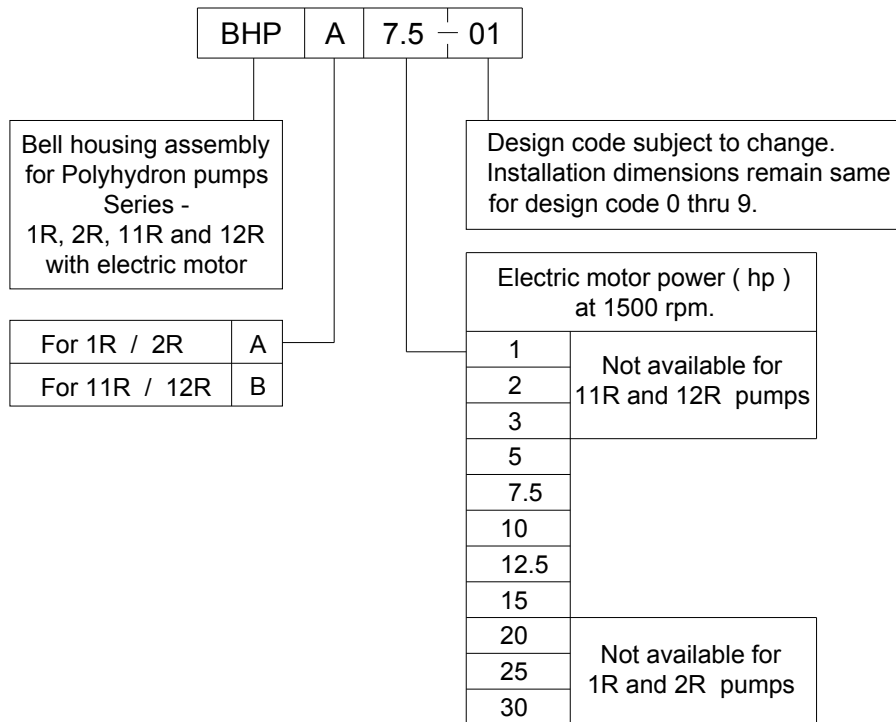 BHP A 7.5 - 01
Bell housing assembly
for Polyhydron pumps
Series -
1R, 2R, 11R and 12R
with electric motor
Design code subject to change.
Installation dimensions remain same
for design code 0 thru 9.
For 1R / 2R A
For 11R / 12R B
Electric motor power ( hp )
at 1500 rpm.
1
2
3
Not available for
11R and 12R pumps
5
7.5
10
12.5
15
20
25
30
Not available for
1R and 2R pumps